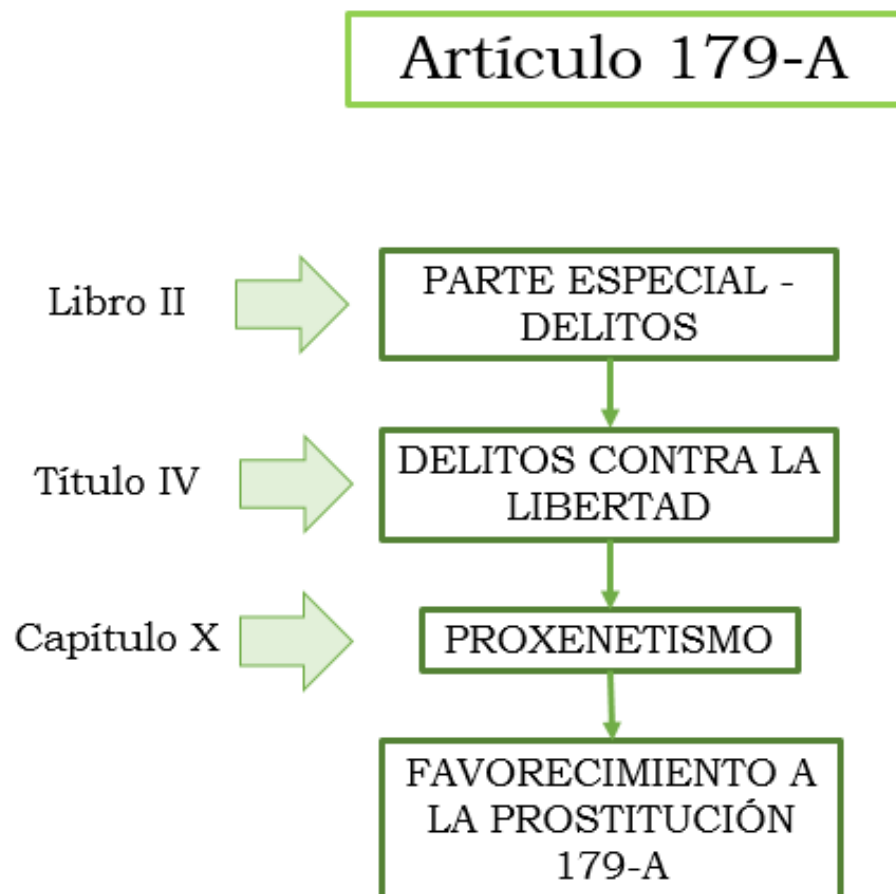 Artículo 179-A
Libro II
PARTE ESPECIAL -
DELITOS
Título IV
DELITOS CONTRA LA
LIBERTAD
Capítulo X
PROXENETISMO
FAVORECIMIENTO A
LA PROSTITUCIÓN
179-A